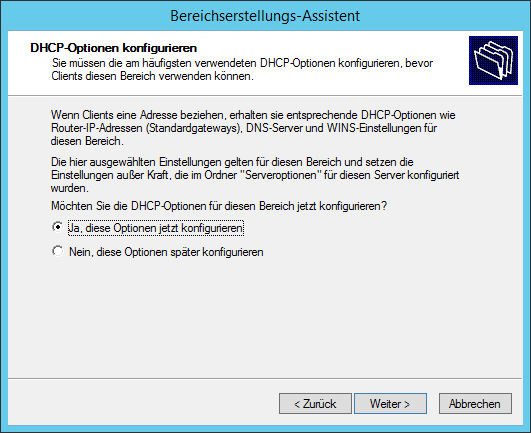 Bereichserstellungs-Assistent
DHCP-Optionen konfigurieren
Sie müssen die am häufigsten verwendeten DHCP-Optionen konfigurieren, bevor
Clients diesen Bereich verwenden können.
Wenn Clients eine Adresse beziehen, erhalten sie entsprechende DHCP-Optionen wie
Router-IP-Adressen (Standardgateways), DNS-Server und WINS-Einstellungen für
diesen Bereich.
Die hier ausgewählten Einstellungen gelten für diesen Bereich und setzen die
Einstellungen außer Kraft, die im Ordner "Serveroptionen" für diesen Server konfiguriert
wurden.
Möchten Sie die DHCP-Optionen für diesen Bereich jetzt konfigurieren?
Ja, diese Optionen jetzt konfigurieren
Nein, diese Optionen später konfigurieren
< Zurück
Weiter >
Abbrechen